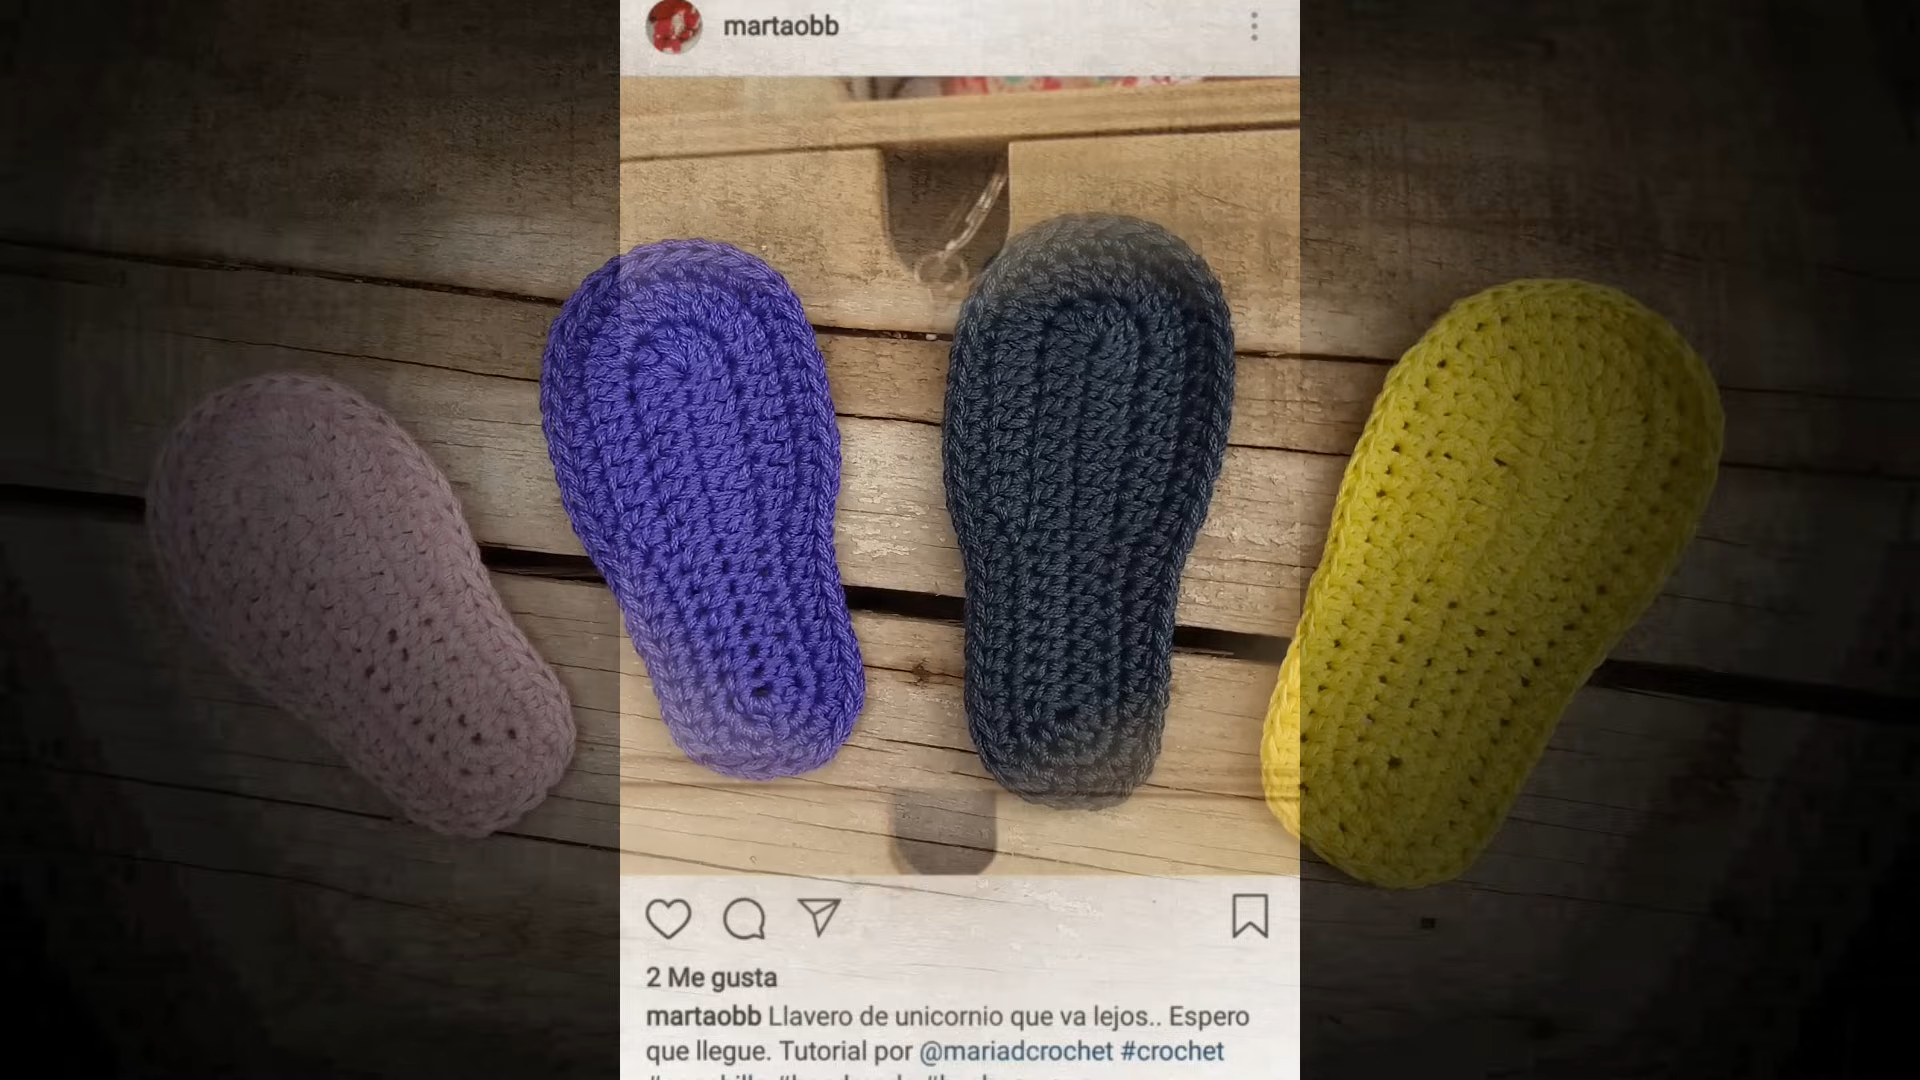 martaobb
2 Me gusta
martaobb Llavero de unicornio que va lejos.. Espero
que llegue. Tutorial por @mariadcrochet #crochet